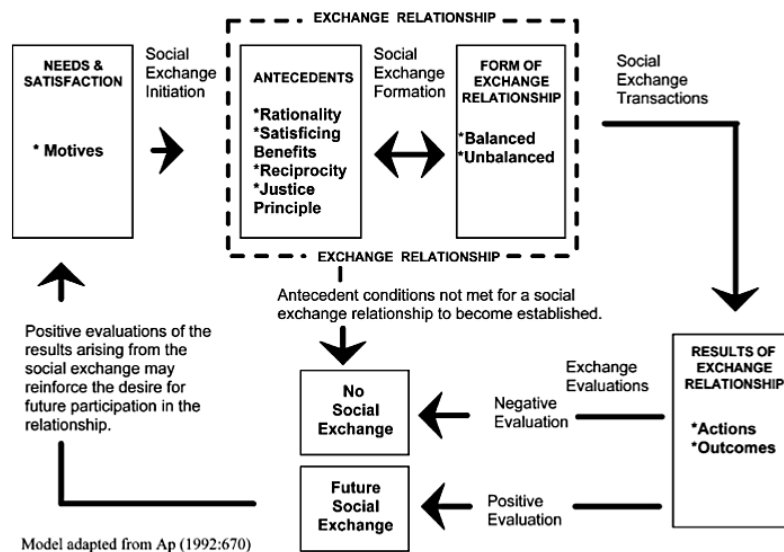 EXCHANGE RELATIONSHIP
NEEDS &
SATISFACTION
* Motives
Social
Exchange
Initiation
ANTECEDENTS
*Rationality
*Satisficing
Benefits
*Reciprocity
*Justice
Principle
Social
Exchange
Formation
FORM OF
EXCHANGE
RELATIONSHIP
*Balanced
*Unbalanced
Social
Exchange
Transactions
EXCHANGE RELATIONSHIP
Antecedent conditions not met for a social
exchange relationship to become established.
Positive evaluations of the
results arising from the
social exchange may
reinforce the desire for
future participation in the
relationship.
No
Social
Exchange
Negative
Evaluation
Exchange
Evaluations
RESULTS OF
EXCHANGE
RELATIONSHIP
*Actions
*Outcomes
Future
Social
Exchange
Positive
Evaluation
Model adapted from Ap (1992:670)